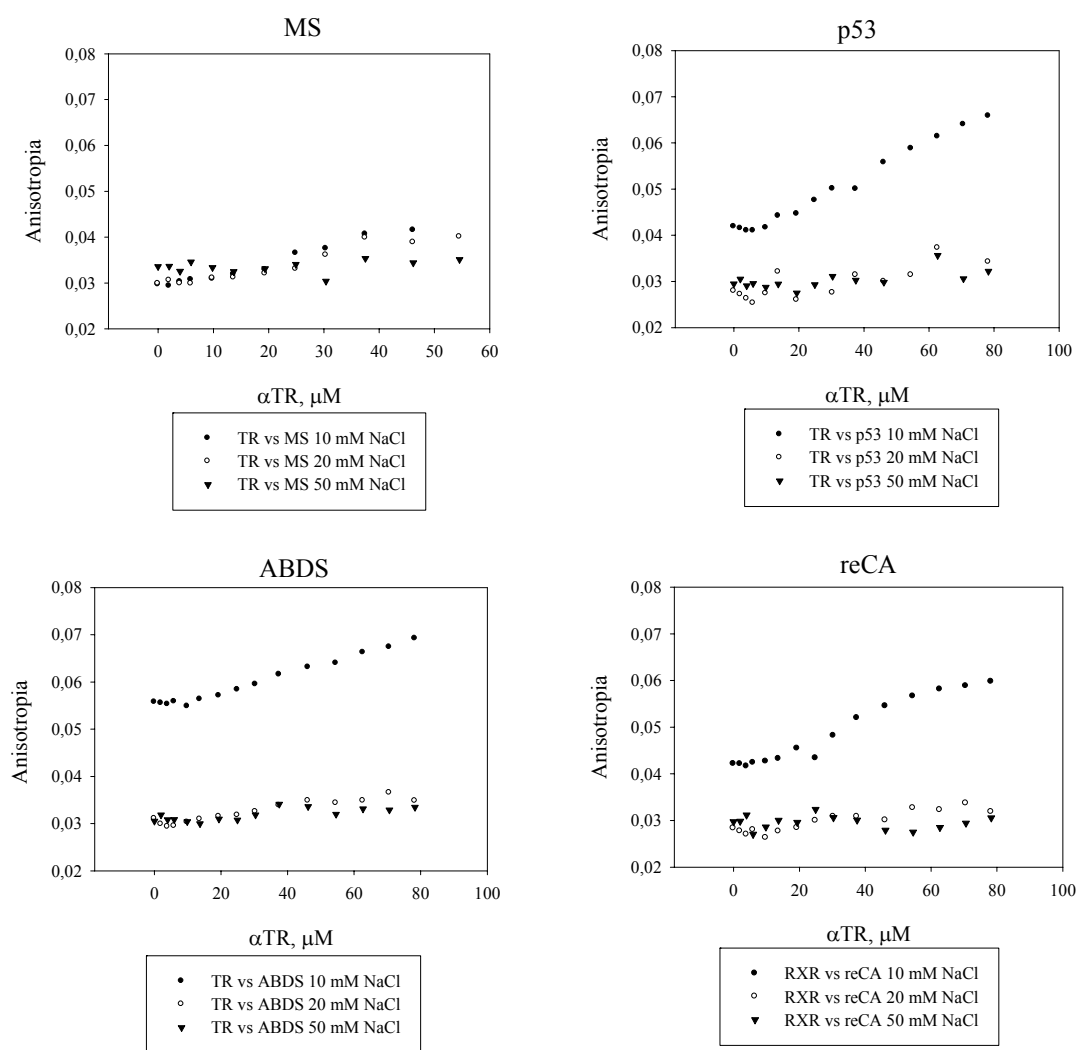 MS
0,08
0,07
0,06
0,05
0,04
0,03
0,02
Anisotropia
0 10 20 30 40 50 60
αTR, μM
TR vs MS 10 mM NaCl
TR vs MS 20 mM NaCl
TR vs MS 50 mM NaCl
p53
0,08
0,07
0,06
0,05
0,04
0,03
0,02
Anisotropia
0 20 40 60 80 100
αTR, μM
TR vs p53 10 mM NaCl
TR vs p53 20 mM NaCl
TR vs p53 50 mM NaCl
ABDS
0,08
0,07
0,06
0,05
0,04
0,03
0,02
Anisotropia
0 20 40 60 80 100
αTR, μM
TR vs ABDS 10 mM NaCl
TR vs ABDS 20 mM NaCl
TR vs ABDS 50 mM NaCl
reCA
0,08
0,07
0,06
0,05
0,04
0,03
0,02
Anisotropia
0 20 40 60 80 100
αTR, μM
RXR vs reCA 10 mM NaCl
RXR vs reCA 20 mM NaCl
RXR vs reCA 50 mM NaCl